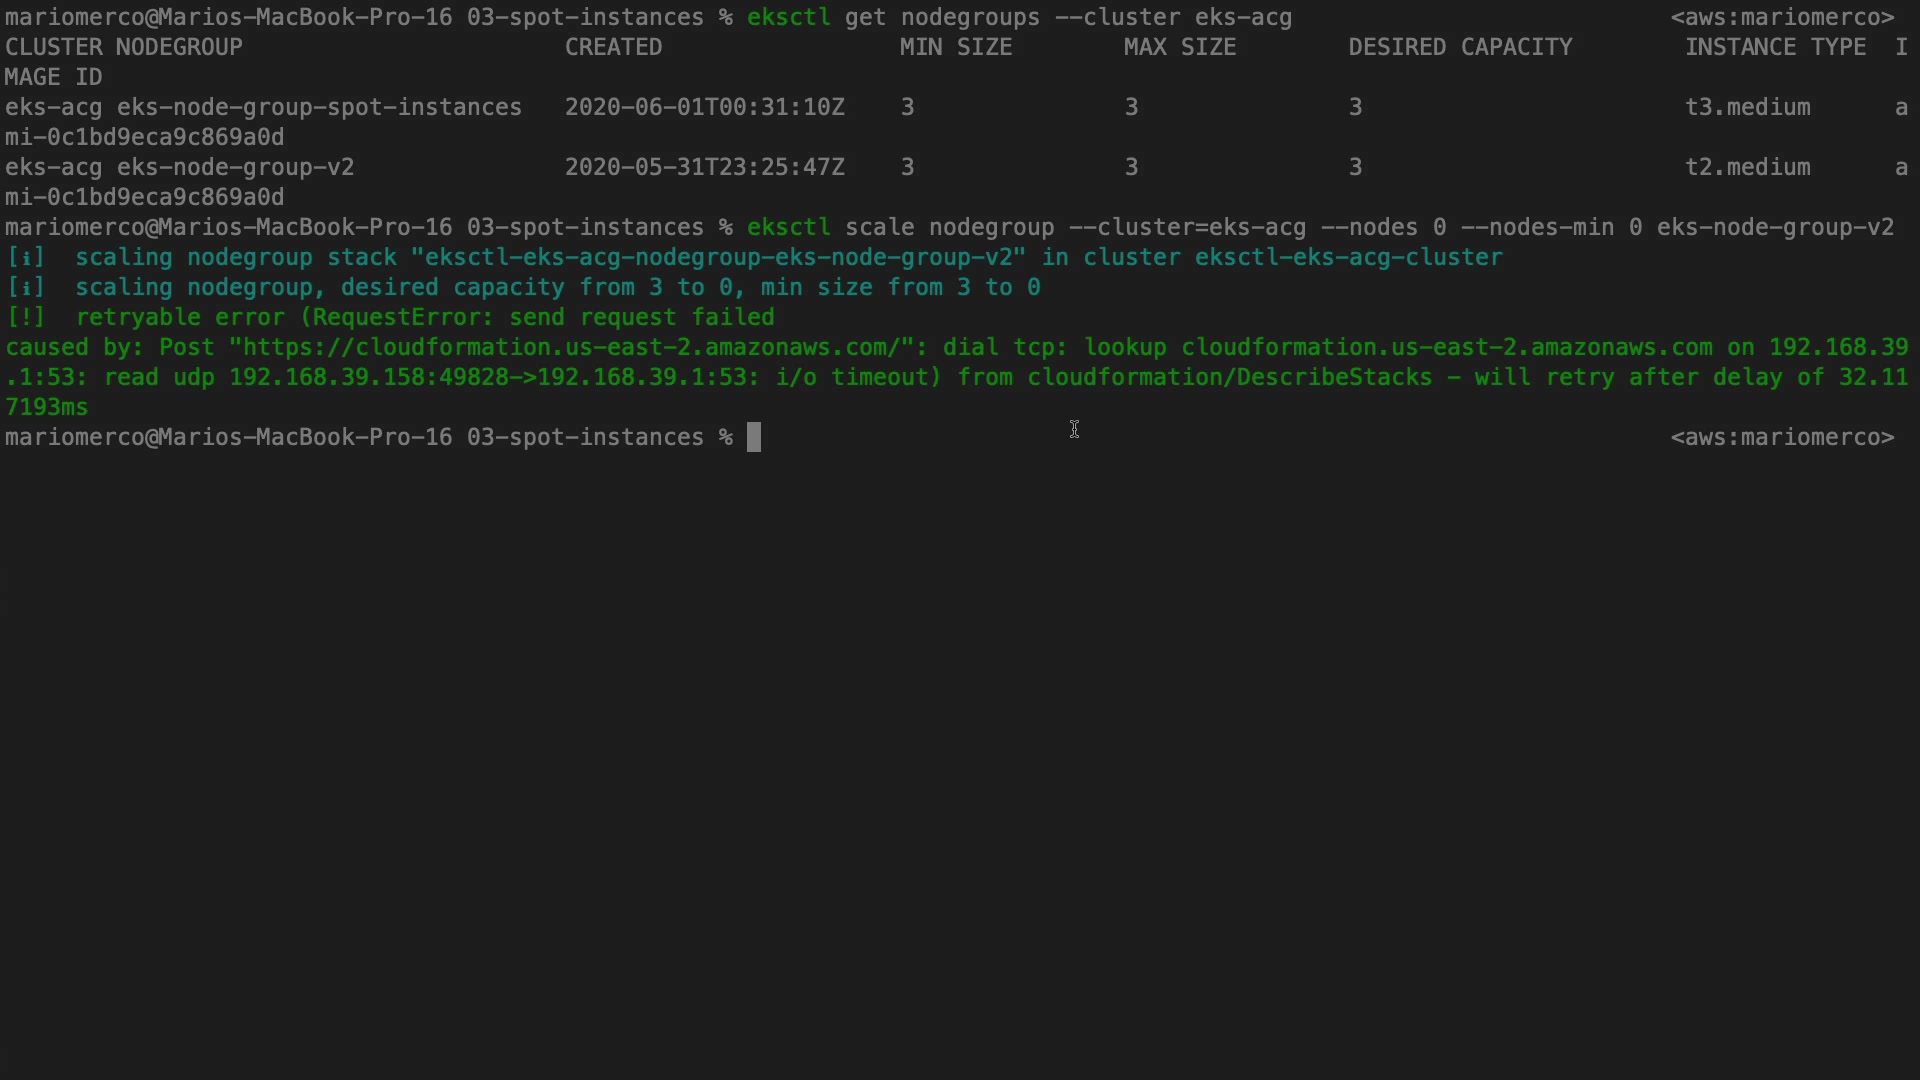 mariomerco@Marios-MacBook-Pro-16 03-spot-instances % eksctl get nodegroups --cluster eks-acg <aws:mariomerco>
CLUSTER NODEGROUP CREATED MIN SIZE MAX SIZE DESIRED CAPACITY INSTANCE TYPE I
MAGE ID
eks-acg eks-node-group-spot-instances 2020-06-01T00:31:10Z 3 3 3 t3.medium a
mi-0c1bd9eca9c869a0d
eks-acg eks-node-group-v2 2020-05-31T23:25:47Z 3 3 3 t2.medium a
mi-0c1bd9eca9c869a0d
mariomerco@Marios-MacBook-Pro-16 03-spot-instances % eksctl scale nodegroup --cluster=eks-acg --nodes 0 --nodes-min 0 eks-node-group-v2
[i] scaling nodegroup stack "eksctl-eks-acg-nodegroup-eks-node-group-v2" in cluster eksctl-eks-acg-cluster
[i] scaling nodegroup, desired capacity from 3 to 0, min size from 3 to 0
[!] retryable error (RequestError: send request failed
caused by: Post "https://cloudformation.us-east-2.amazonaws.com/": dial tcp: lookup cloudformation.us-east-2.amazonaws.com on 192.168.39
.1:53: read udp 192.168.39.158:49828->192.168.39.1:53: i/o timeout) from cloudformation/DescribeStacks - will retry after delay of 32.11
7193ms
mariomerco@Marios-MacBook-Pro-16 03-spot-instances % <aws:mariomerco>